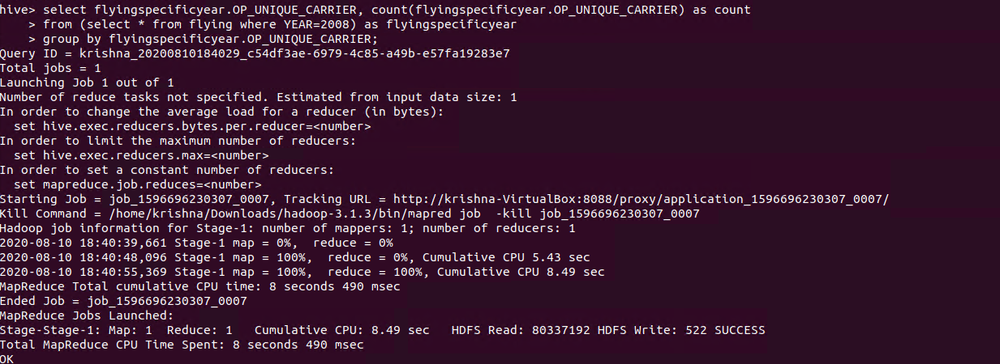 hive> select flyingspecificyear.OP_UNIQUE_CARRIER, count(flyingspecificyear.OP_UNIQUE_CARRIER) as count
    > from (select * from flying where YEAR=2008) as flyingspecificyear
    > group by flyingspecificyear.OP_UNIQUE_CARRIER;
Query ID = krishna_20200810184029_c54df3ae-6979-4c85-a49b-e57fa19283e7
Total jobs = 1
Launching Job 1 out of 1
Number of reduce tasks not specified. Estimated from input data size: 1
In order to change the average load for a reducer (in bytes):
  set hive.exec.reducers.bytes.per.reducer=<number>
In order to limit the maximum number of reducers:
  set hive.exec.reducers.max=<number>
In order to set a constant number of reducers:
  set mapreduce.job.reduces=<number>
Starting Job = job_1596696230307_0007, Tracking URL = http://krishna-VirtualBox:8088/proxy/application_1596696230307_0007/
Kill Command = /home/krishna/Downloads/hadoop-3.1.3/bin/mapred job  -kill job_1596696230307_0007
Hadoop job information for Stage-1: number of mappers: 1; number of reducers: 1
2020-08-10 18:40:39,661 Stage-1 map = 0%,  reduce = 0%
2020-08-10 18:40:48,096 Stage-1 map = 100%,  reduce = 0%, Cumulative CPU 5.43 sec
2020-08-10 18:40:55,369 Stage-1 map = 100%,  reduce = 100%, Cumulative CPU 8.49 sec
MapReduce Total cumulative CPU time: 8 seconds 490 msec
Ended Job = job_1596696230307_0007
MapReduce Jobs Launched:
Stage-Stage-1: Map: 1  Reduce: 1   Cumulative CPU: 8.49 sec   HDFS Read: 80337192 HDFS Write: 522 SUCCESS
Total MapReduce CPU Time Spent: 8 seconds 490 msec
OK